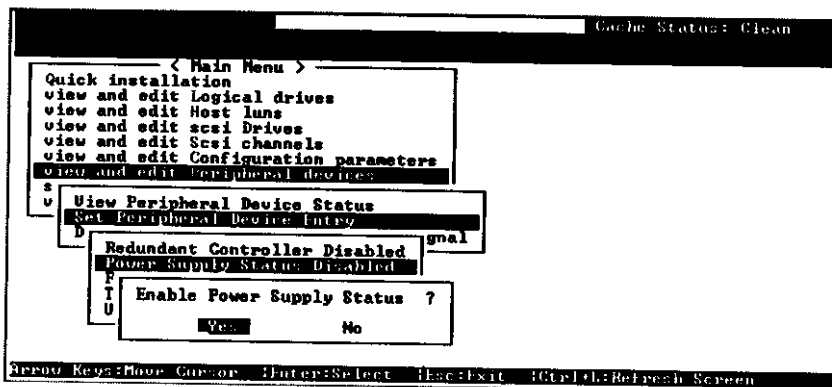 Cache Status: Clean
< Main Menu >
Quick installation
view and edit Logical drives
view and edit Host luns
view and edit scsi Drives
view and edit Scsi channels
view and edit Configuration parameters
view and edit Peripheral devices
s
v
View Peripheral Device Status
Set Peripheral Device Entry
D gnal
Redundant Controller Disabled
Power Supply Status Disabled
F
T
U
Enable Power Supply Status ?
Yes No
Arrow Keys:Move Cursor |Enter:Select |Esc:Exit |Ctrl+L:Refresh Screen